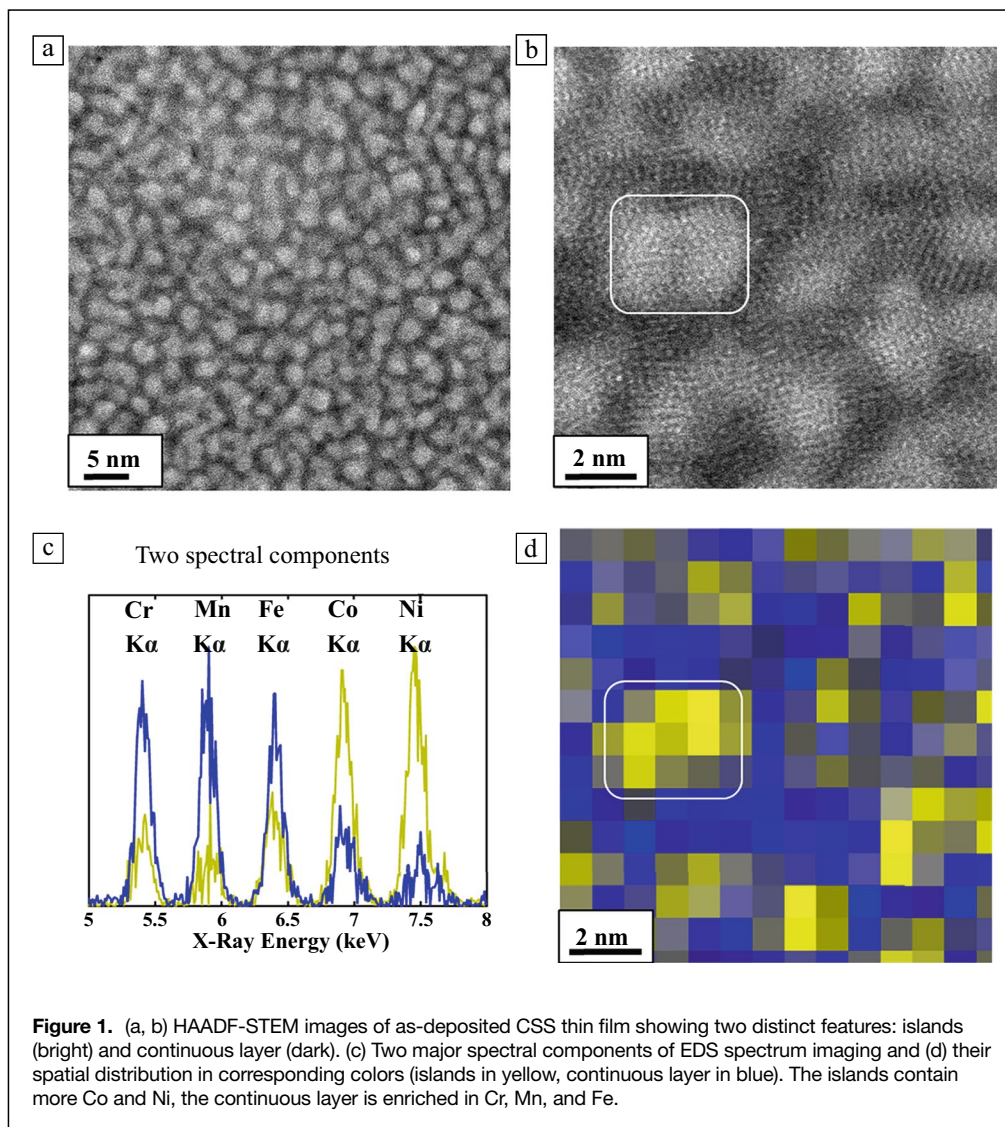 a
b
5 nm
2 nm
c
Two spectral components
Cr Mn Fe Co Ni
Kα Kα Kα Kα Kα
5 5.5 6 6.5 7 7.5 8
X-Ray Energy (keV)
d
2 nm
Figure 1. (a, b) HAADF-STEM images of as-deposited CSS thin film showing two distinct features: islands
(bright) and continuous layer (dark). (c) Two major spectral components of EDS spectrum imaging and (d) their
spatial distribution in corresponding colors (islands in yellow, continuous layer in blue). The islands contain
more Co and Ni, the continuous layer is enriched in Cr, Mn, and Fe.